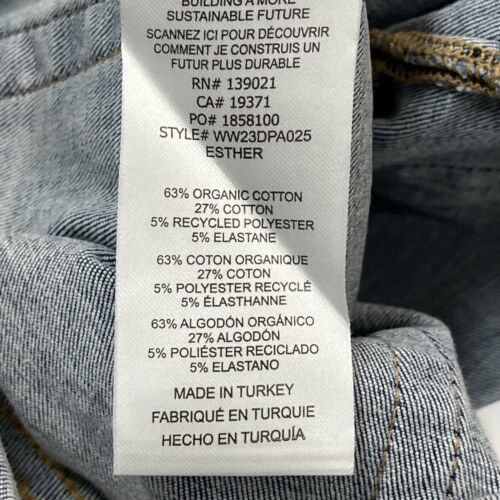 BUILDING A MORE
SUSTAINABLE FUTURE
SCANNEZ ICI POUR DÉCOUVRIR
COMMENT JE CONSTRUIS UN
FUTUR PLUS DURABLE
RN# 139021
CA# 19371
PO# 1858100
STYLE# WW23DPA025
ESTHER
63% ORGANIC COTTON
27% COTTON
5% RECYCLED POLYESTER
5% ELASTANE
63% COTON ORGANIQUE
27% COTON
5% POLYESTER RECYCLÉ
5% ÉLASTHANNE
63% ALGODÓN ORGÁNICO
27% ALGODÓN
5% POLIÉSTER RECICLADO
5% ELASTANO
MADE IN TURKEY
FABRIQUÉ EN TURQUIE
HECHO EN TURQUÍA